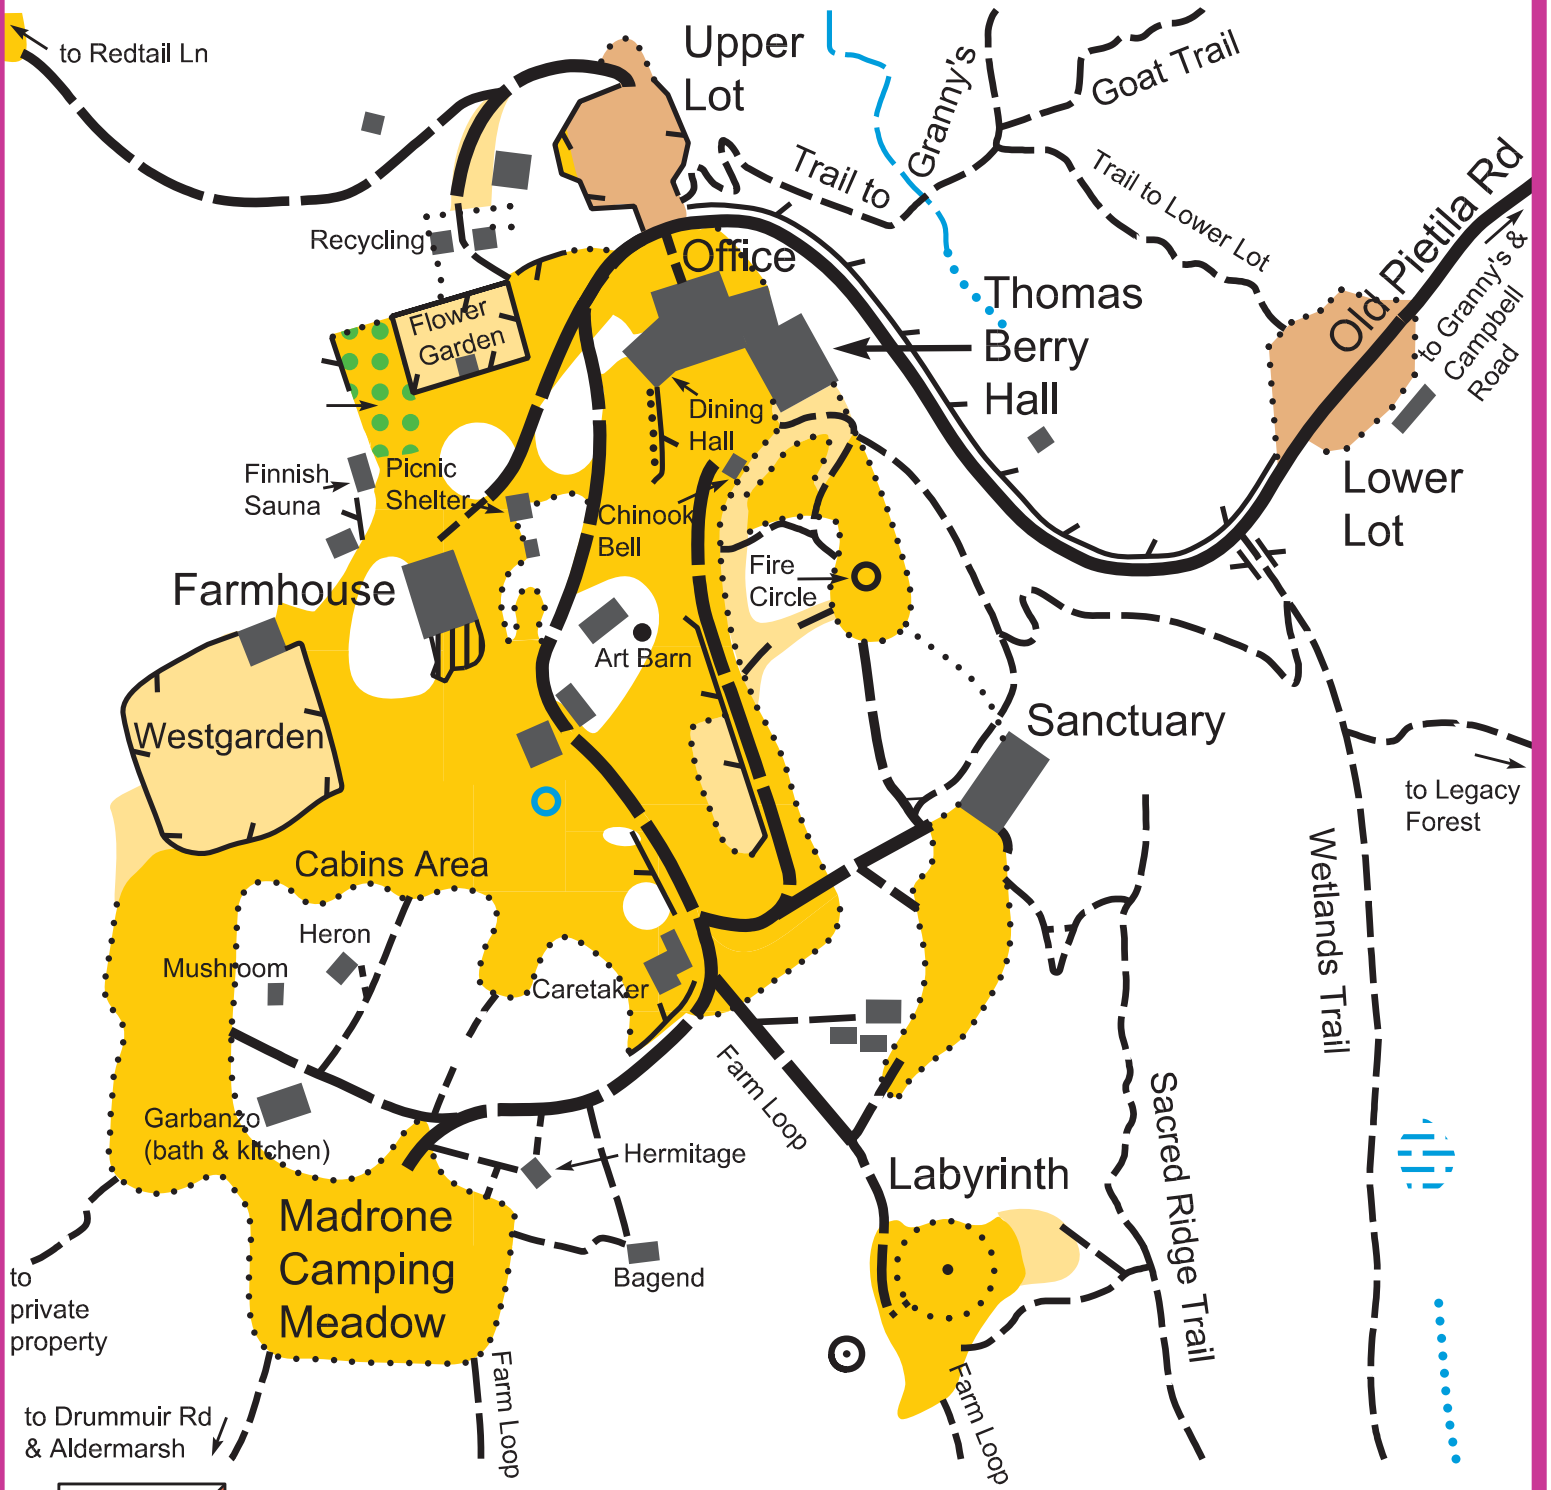 to Redtail Ln
Upper
Lot
Granny's
Goat Trail
Trail to
Trail to Lower Lot
Old Pietila Rd
to Granny's &
Campbell
Road
Recycling
Office
Flower
Garden
Thomas
Berry
Hall
Dining
Hall
Finnish
Sauna
Picnic
Shelter
Chinook
Bell
Lower
Lot
Fire
Circle
Farmhouse
Art Barn
Westgarden
Sanctuary
to Legacy
Forest
Cabins Area
Wetlands Trail
Heron
Mushroom
Caretaker
Farm Loop
Garbanzo
(bath & kitchen)
Hermitage
Sacred Ridge Trail
Labyrinth
Madrone
Camping
Meadow
Bagend
to
private
property
Farm Loop
Farm Loop
to Drummuir Rd
& Aldermarsh